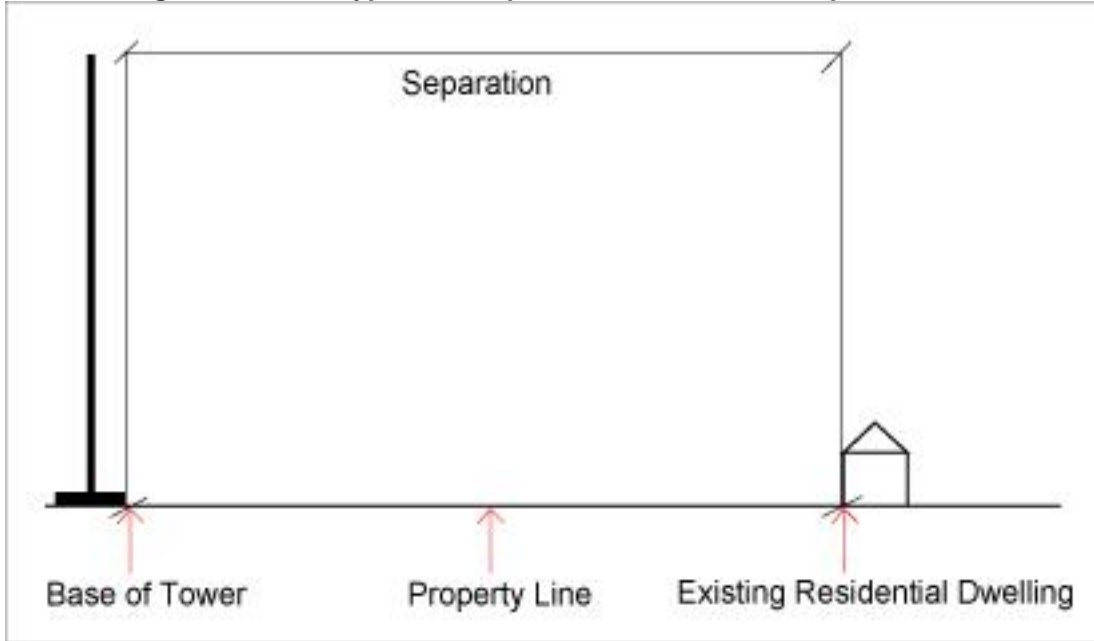 Separation
Base of Tower
Property Line
Existing Residential Dwelling